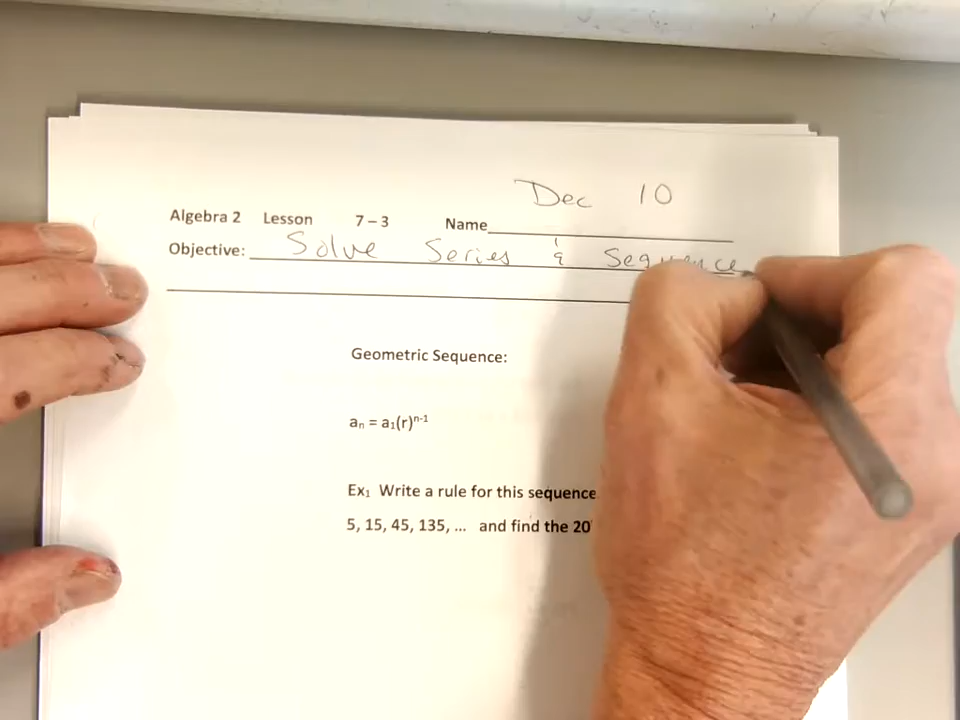 Dec 10
Algebra 2 Lesson 7-3 Name
Objective: Solve Series & Sequence
Geometric Sequence:
aₙ = a₁(r)ⁿ⁻¹
Ex₁ Write a rule for this sequence
5, 15, 45, 135, ... and find the 20